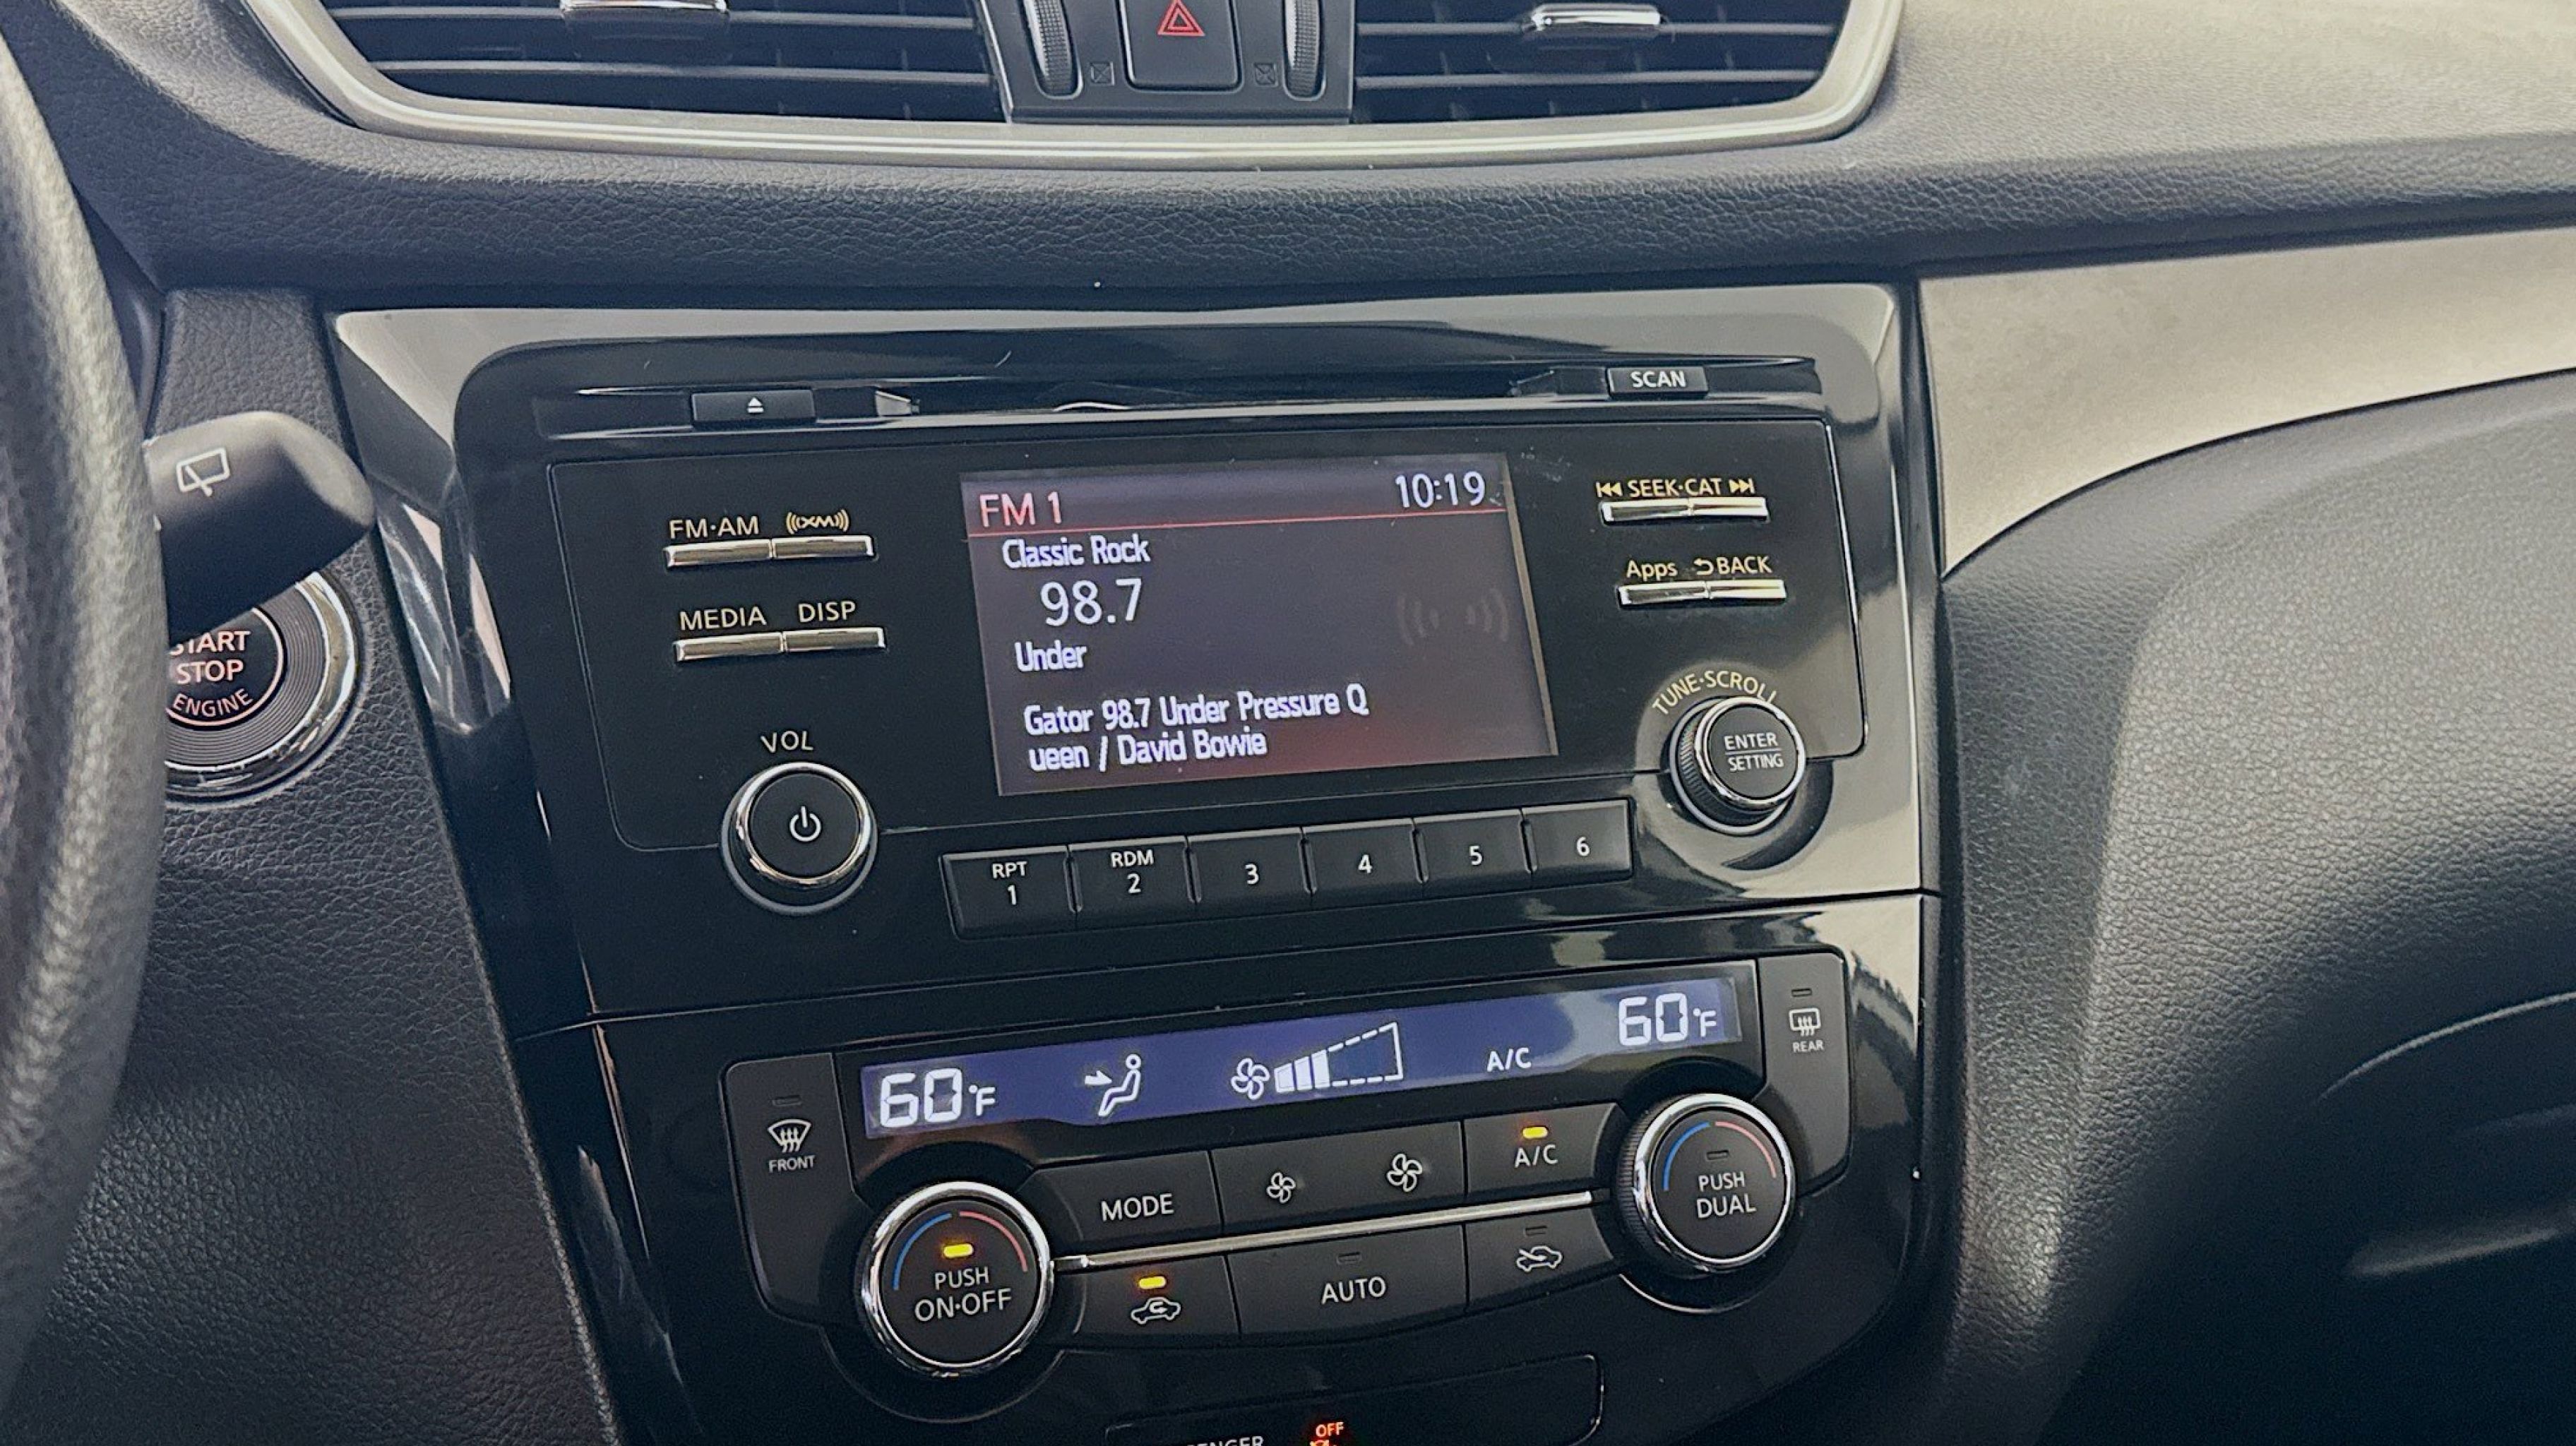 SCAN
FM 1 10:19
Classic Rock
98.7
Under
Gator 98.7 Under Pressure Q
ueen / David Bowie
FM·AM XM
MEDIA DISP
VOL
SEEK·CAT
Apps BACK
TUNE·SCROLL
ENTER
SETTING
START
STOP
ENGINE
RPT
1
RDM
2
3
4
5
6
60°F A/C 60°F
REAR
FRONT
MODE
A/C
PUSH
DUAL
PUSH
ON·OFF
AUTO
OFF